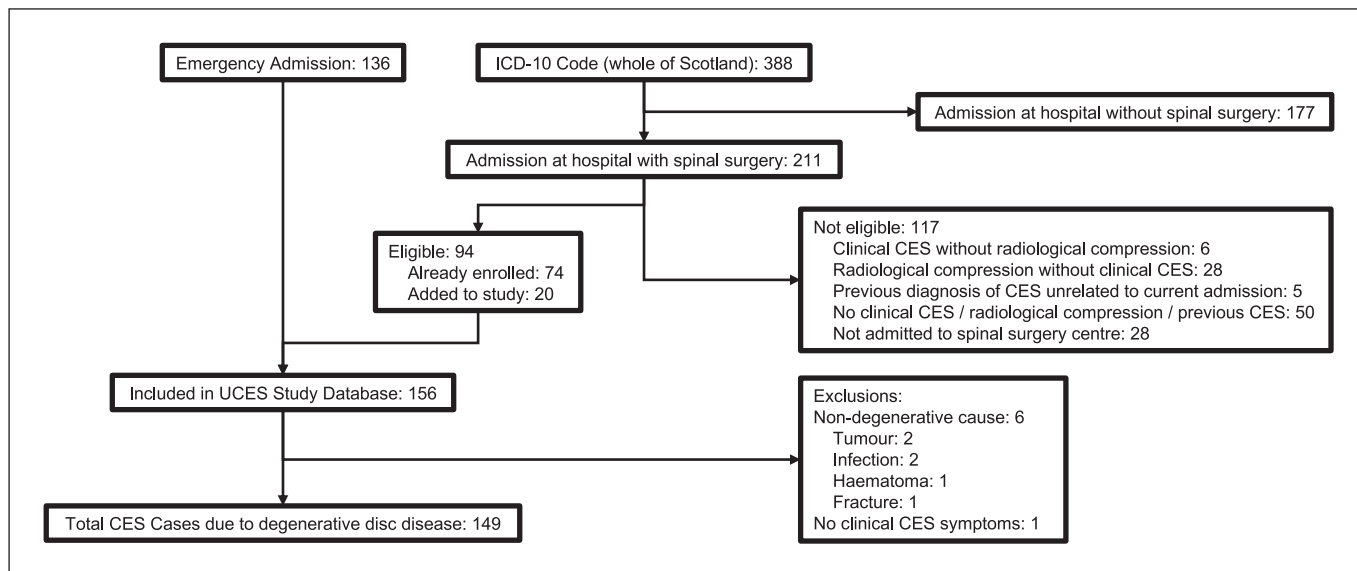 Emergency Admission: 136
ICD-10 Code (whole of Scotland): 388
Admission at hospital without spinal surgery: 177
Admission at hospital with spinal surgery: 211
Eligible: 94
Already enrolled: 74
Added to study: 20
Not eligible: 117
Clinical CES without radiological compression: 6
Radiological compression without clinical CES: 28
Previous diagnosis of CES unrelated to current admission: 5
No clinical CES / radiological compression / previous CES: 50
Not admitted to spinal surgery centre: 28
Included in UCES Study Database: 156
Exclusions:
Non-degenerative cause: 6
Tumour: 2
Infection: 2
Haematoma: 1
Fracture: 1
No clinical CES symptoms: 1
Total CES Cases due to degenerative disc disease: 149